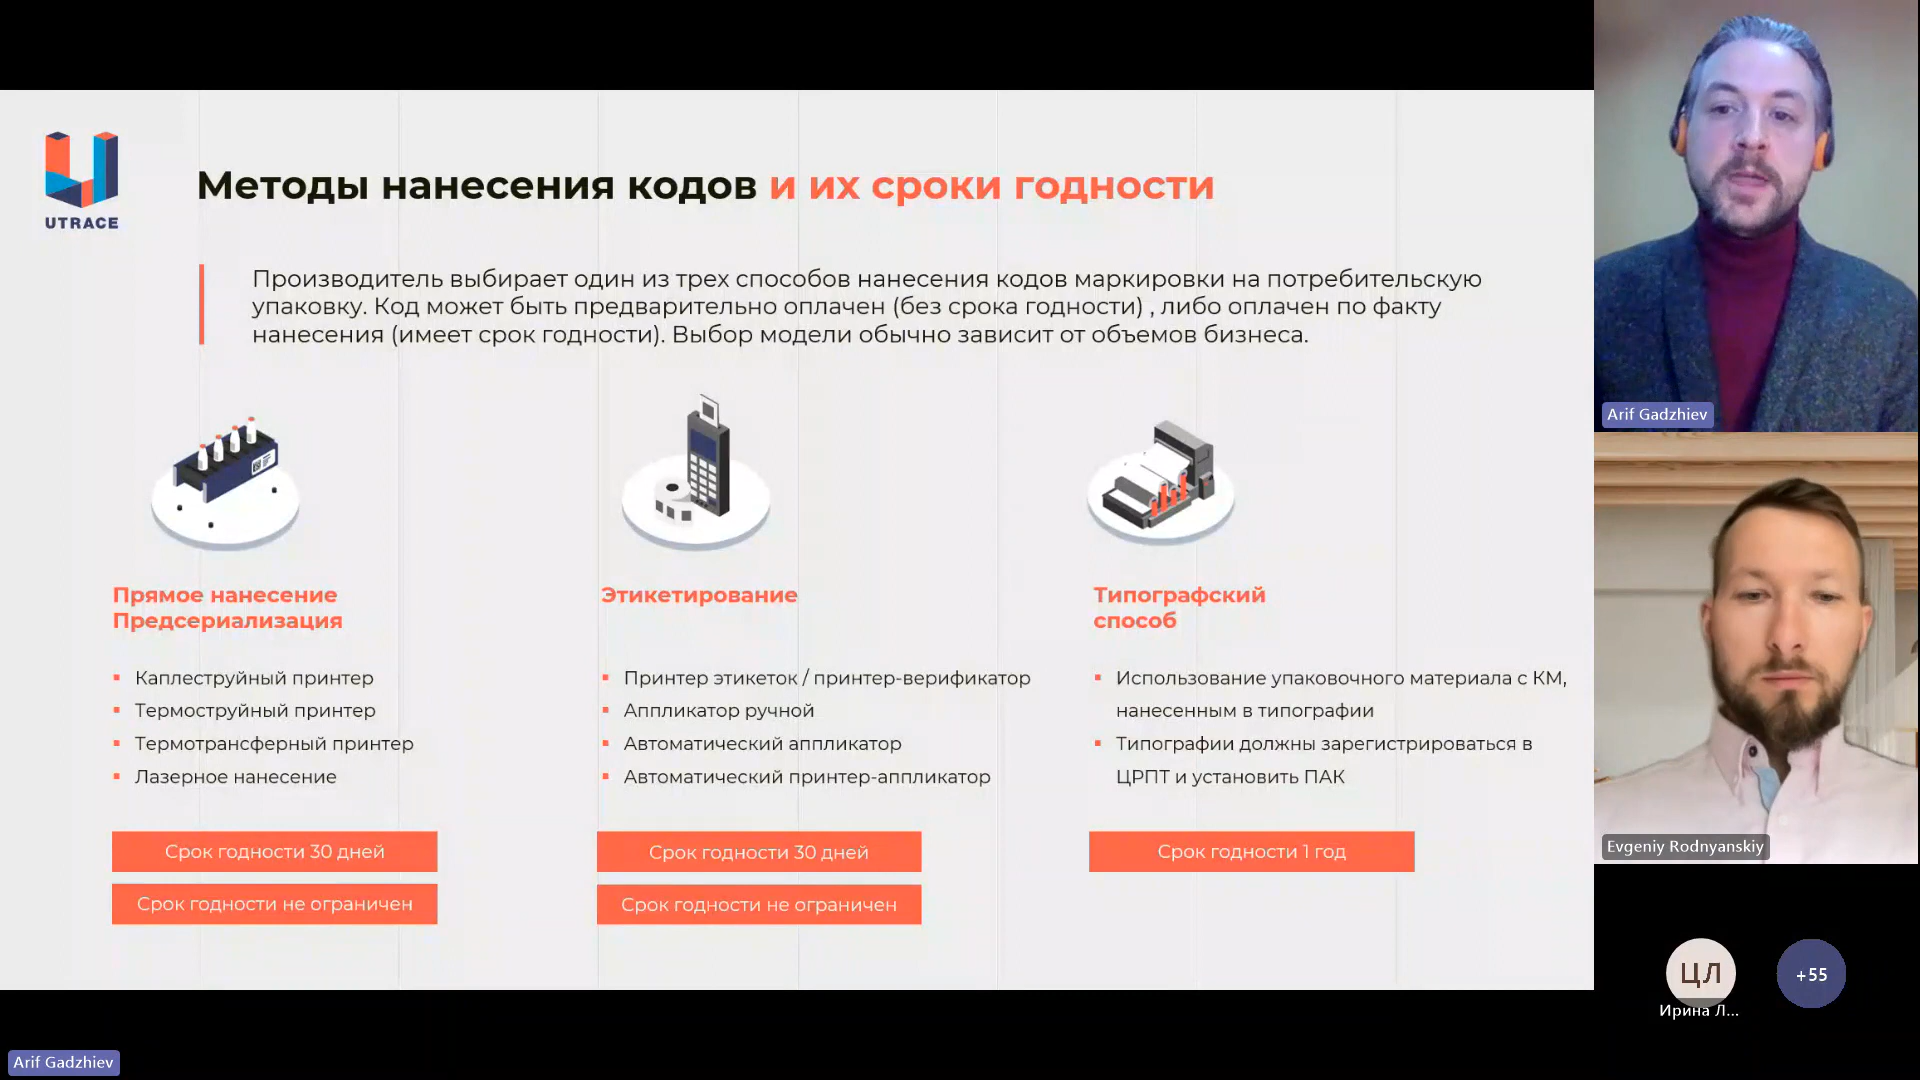 UTRACE
Методы нанесения кодов и их сроки годности
Производитель выбирает один из трех способов нанесения кодов маркировки на потребительскую
упаковку. Код может быть предварительно оплачен (без срока годности) , либо оплачен по факту
нанесения (имеет срок годности). Выбор модели обычно зависит от объемов бизнеса.
Прямое нанесение
Предсериализация
Каплеструйный принтер
Термоструйный принтер
Термотрансферный принтер
Лазерное нанесение
Срок годности 30 дней
Срок годности не ограничен
Этикетирование
Принтер этикеток / принтер-верификатор
Аппликатор ручной
Автоматический аппликатор
Автоматический принтер-аппликатор
Срок годности 30 дней
Срок годности не ограничен
Типографский
способ
Использование упаковочного материала с КМ,
нанесенным в типографии
Типографии должны зарегистрироваться в
ЦРПТ и установить ПАК
Срок годности 1 год
Arif Gadzhiev
Evgeniy Rodnyanskiy
ЦЛ
Ирина Л...
+55
Arif Gadzhiev